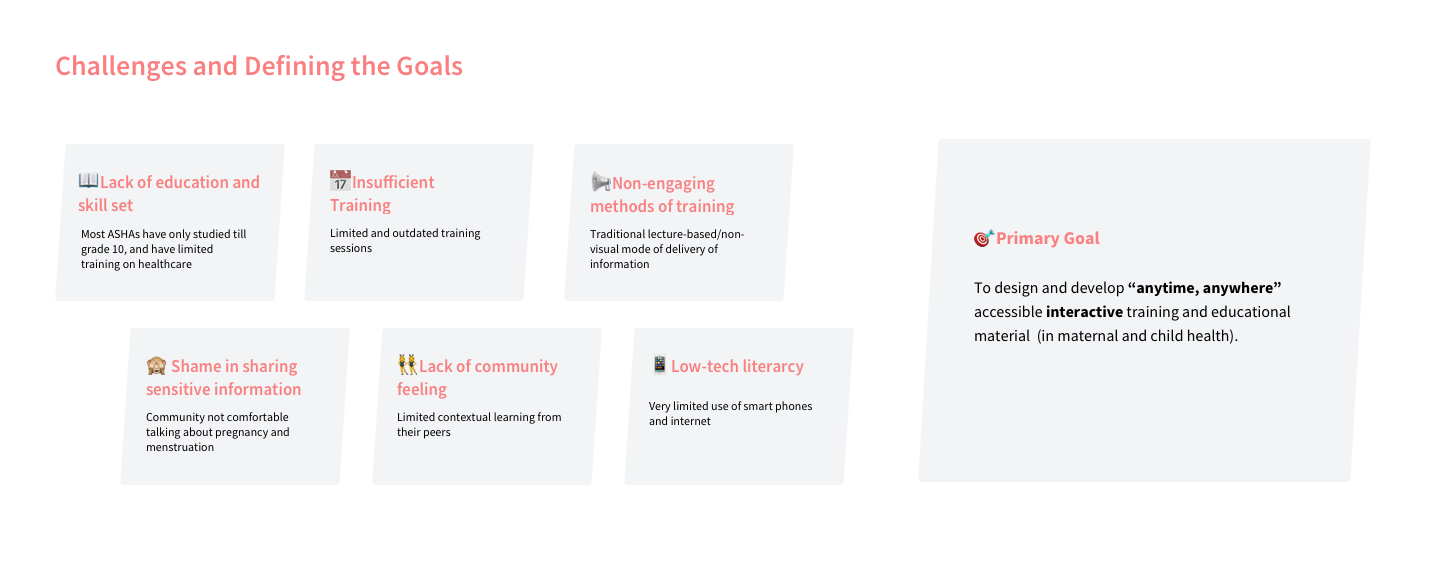 Challenges and Defining the Goals
Lack of education and
skill set
Most ASHAs have only studied till
grade 10, and have limited
training on healthcare
17
Insufficient
Training
Limited and outdated training
sessions
Non-engaging
methods of training
Traditional lecture-based/non-
visual mode of delivery of
information
Shame in sharing
sensitive information
Community not comfortable
talking about pregnancy and
menstruation
Lack of community
feeling
Limited contextual learning from
their peers
Low-tech literarcy
Very limited use of smart phones
and internet
Primary Goal
To design and develop “anytime, anywhere”
accessible interactive training and educational
material  (in maternal and child health).